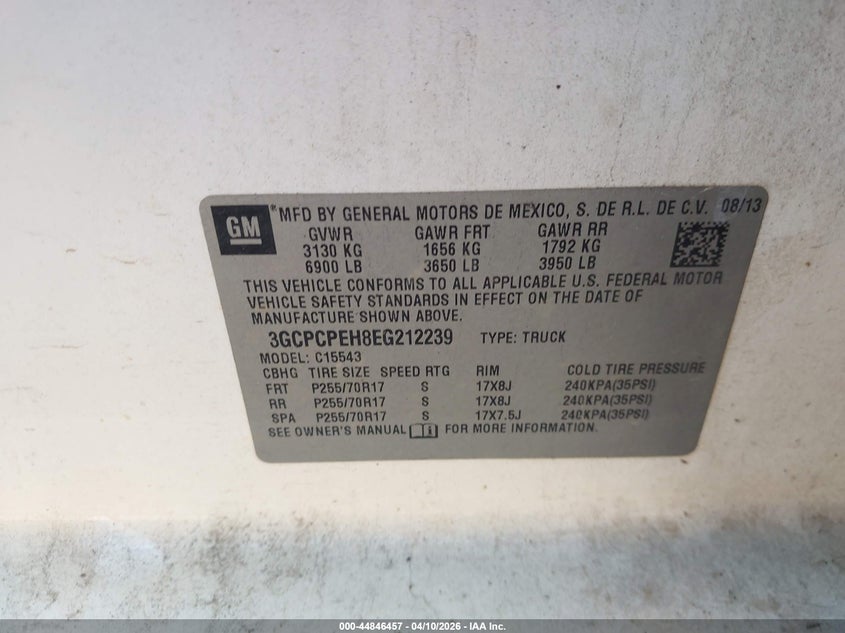 GM ® MFD BY GENERAL MOTORS DE MEXICO, S. DE R.L. DE C.V. 08/13
GVWR GAWR FRT GAWR RR
3130 KG 1656 KG 1792 KG
6900 LB 3650 LB 3950 LB
THIS VEHICLE CONFORMS TO ALL APPLICABLE U.S. FEDERAL MOTOR
VEHICLE SAFETY STANDARDS IN EFFECT ON THE DATE OF
MANUFACTURE SHOWN ABOVE.
3GCPCPEH8EG212239 TYPE: TRUCK
MODEL: C15543
CBHG TIRE SIZE SPEED RTG RIM COLD TIRE PRESSURE
FRT P255/70R17 S 17X8J 240KPA(35PSI)
RR P255/70R17 S 17X8J 240KPA(35PSI)
SPA P255/70R17 S 17X7.5J 240KPA(35PSI)
SEE OWNER'S MANUAL FOR MORE INFORMATION.
000-44846457 - 04/10/2026 - IAA Inc.